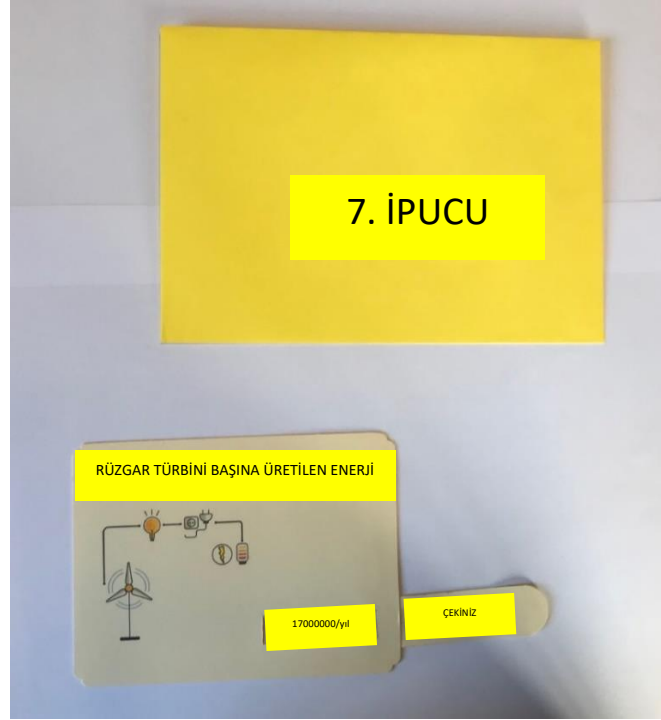 7. İPUCU
RÜZGAR TÜRBİNİ BAŞINA ÜRETİLEN ENERJİ
17000000/yıl
ÇEKİNİZ